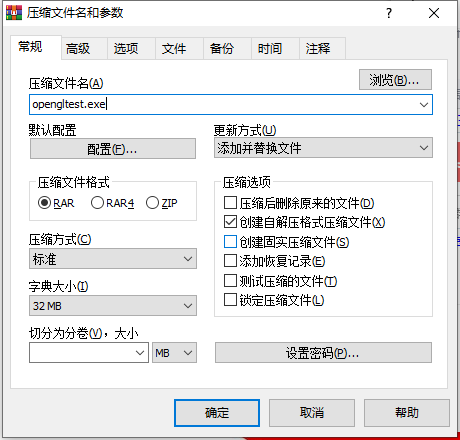 压缩文件名和参数
常规 高级 选项 文件 备份 时间 注释
压缩文件名(A)
浏览(B)...
opengltest.exe
默认配置
配置(F)...
更新方式(U)
添加并替换文件
压缩文件格式
RAR RAR4 ZIP
压缩方式(C)
标准
字典大小(I)
32 MB
切分为分卷(V)，大小
MB
压缩选项
压缩后删除原来的文件(D)
创建自解压格式压缩文件(X)
创建固实压缩文件(S)
添加恢复记录(E)
测试压缩的文件(T)
锁定压缩文件(L)
设置密码(P)...
确定 取消 帮助